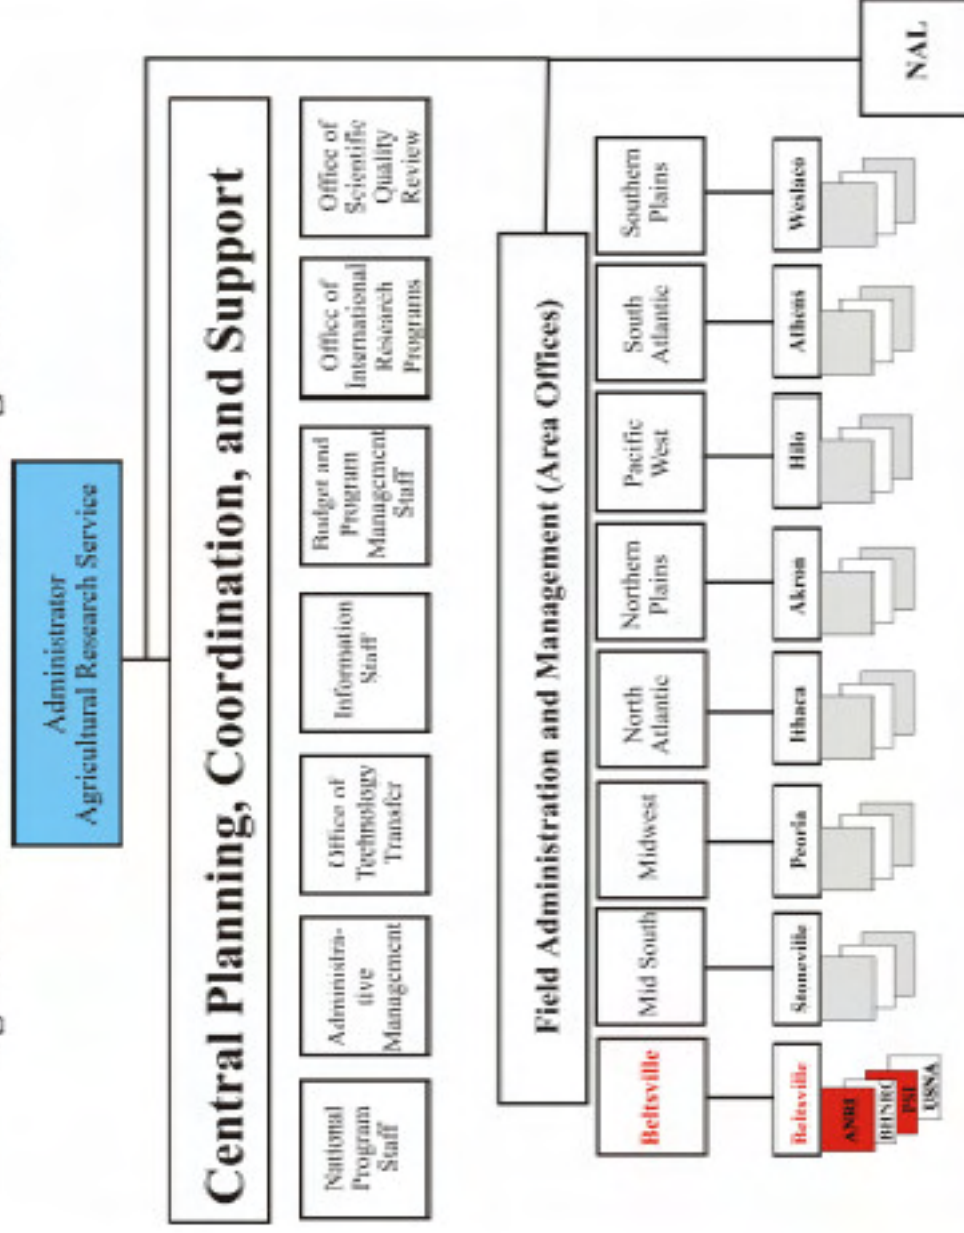 Administrator
Agricultural Research Service
Central Planning, Coordination, and Support
National
Program
Staff
Administra-
tive
Management
Office of
Technology
Transfer
Information
Staff
Budget and
Program
Management
Staff
Office of
International
Research
Programs
Office of
Scientific
Quality
Review
Field Administration and Management (Area Offices)
Beltsville
Mid South
Midwest
North
Atlantic
Northern
Plains
Pacific
West
South
Atlantic
Southern
Plains
Beltsville
Stoneville
Peoria
Ithaca
Akron
Hilo
Athens
Weslaco
ANRI
BHNRC
PSI
USNA
NAL